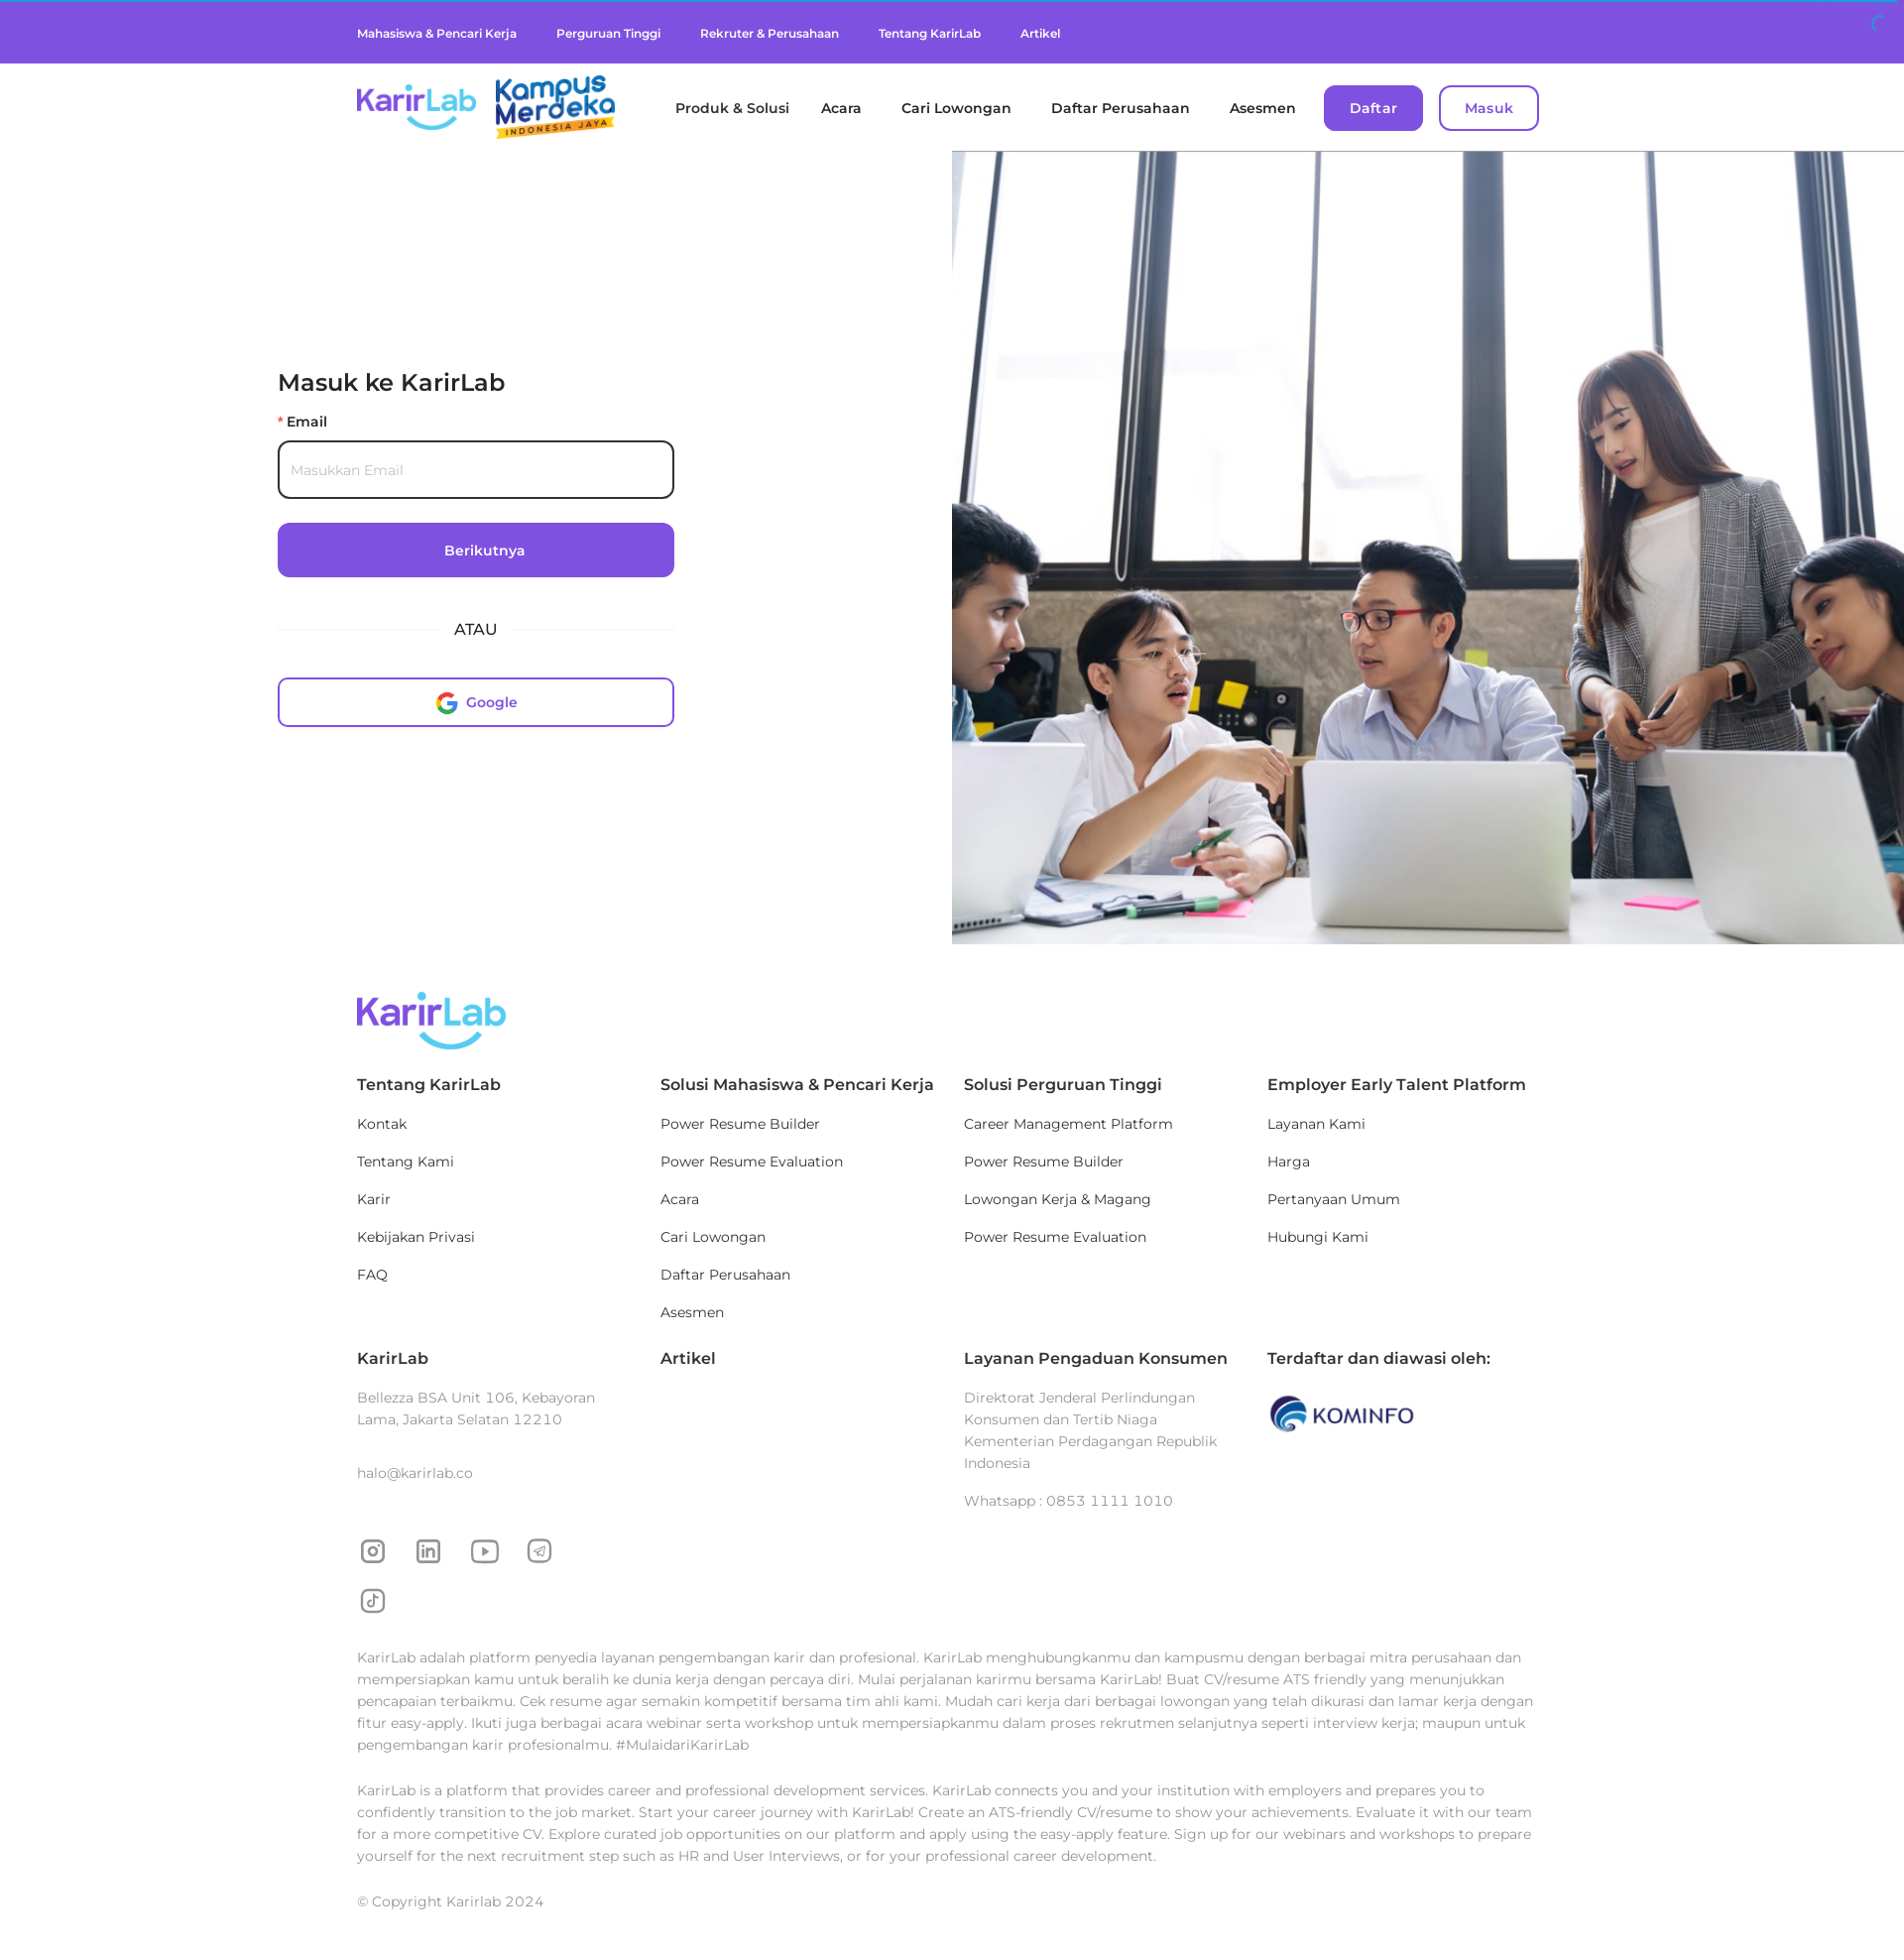 Mahasiswa & Pencari Kerja
Perguruan Tinggi
Rekruter & Perusahaan
Tentang KarirLab
Artikel
KarirLab
Kampus
Merdeka
INDONESIA JAYA
Produk & Solusi
Acara
Cari Lowongan
Daftar Perusahaan
Asesmen
Daftar
Masuk
Masuk ke KarirLab
* Email
Masukkan Email
Berikutnya
ATAU
Google
KarirLab
Tentang KarirLab
Kontak
Tentang Kami
Karir
Kebijakan Privasi
FAQ
Solusi Mahasiswa & Pencari Kerja
Power Resume Builder
Power Resume Evaluation
Acara
Cari Lowongan
Daftar Perusahaan
Asesmen
Solusi Perguruan Tinggi
Career Management Platform
Power Resume Builder
Lowongan Kerja & Magang
Power Resume Evaluation
Employer Early Talent Platform
Layanan Kami
Harga
Pertanyaan Umum
Hubungi Kami
KarirLab
Bellezza BSA Unit 106, Kebayoran
Lama, Jakarta Selatan 12210
halo@karirlab.co
Artikel
Layanan Pengaduan Konsumen
Direktorat Jenderal Perlindungan
Konsumen dan Tertib Niaga
Kementerian Perdagangan Republik
Indonesia
Whatsapp : 0853 1111 1010
Terdaftar dan diawasi oleh:
KOMINFO
KarirLab adalah platform penyedia layanan pengembangan karir dan profesional. KarirLab menghubungkanmu dan kampusmu dengan berbagai mitra perusahaan dan
mempersiapkan kamu untuk beralih ke dunia kerja dengan percaya diri. Mulai perjalanan karirmu bersama KarirLab! Buat CV/resume ATS friendly yang menunjukkan
pencapaian terbaikmu. Cek resume agar semakin kompetitif bersama tim ahli kami. Mudah cari kerja dari berbagai lowongan yang telah dikurasi dan lamar kerja dengan
fitur easy-apply. Ikuti juga berbagai acara webinar serta workshop untuk mempersiapkanmu dalam proses rekrutmen selanjutnya seperti interview kerja; maupun untuk
pengembangan karir profesionalmu. #MulaidariKarirLab
KarirLab is a platform that provides career and professional development services. KarirLab connects you and your institution with employers and prepares you to
confidently transition to the job market. Start your career journey with KarirLab! Create an ATS-friendly CV/resume to show your achievements. Evaluate it with our team
for a more competitive CV. Explore curated job opportunities on our platform and apply using the easy-apply feature. Sign up for our webinars and workshops to prepare
yourself for the next recruitment step such as HR and User Interviews, or for your professional career development.
© Copyright Karirlab 2024